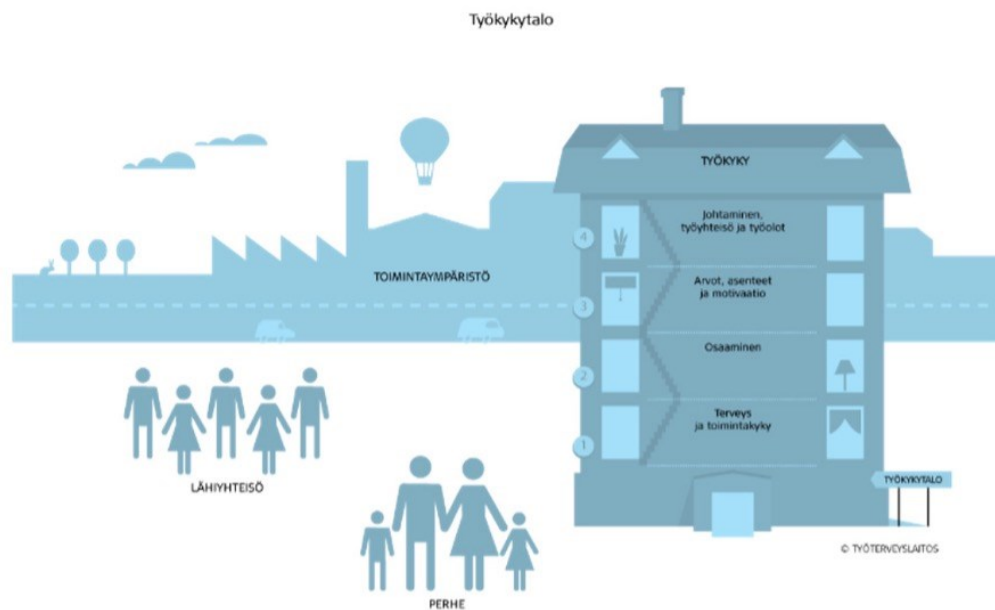 Työkykytalo
TYÖKYKY
4
Johtaminen,
työyhteisö ja työolot
TOIMINTAYMPÄRISTÖ
3
Arvot, asenteet
ja motivaatio
2
Osaaminen
1
Terveys
ja toimintakyky
LÄHIYHTEISÖ
PERHE
TYÖKYKYTALO
© TYÖTERVEYSLAITOS